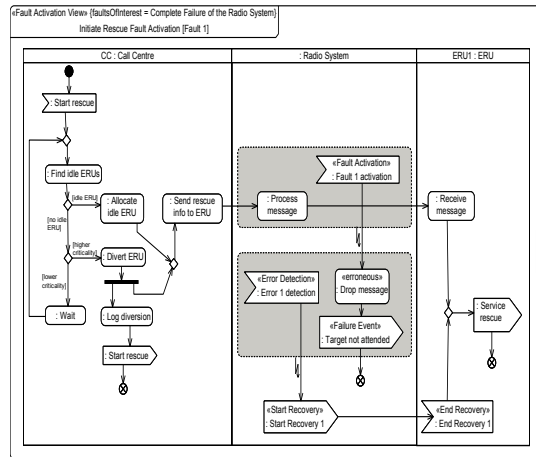 «Fault Activation View» {faultsOfInterest = Complete Failure of the Radio System}
Initiate Rescue Fault Activation [Fault 1]
CC : Call Centre
: Radio System
ERU1 : ERU
: Start rescue
«Fault Activation»
: Fault 1 activation
: Find idle ERUs
[idle ERU]
: Allocate
idle ERU
: Send rescue
info to ERU
: Process
message
: Receive
message
[no idle
ERU]
[higher
criticality]
: Divert ERU
[lower
criticality]
«Error Detection»
: Error 1 detection
«erroneous»
: Drop message
: Wait
: Log diversion
: Service
rescue
«Failure Event»
: Target not attended
: Start rescue
«Start Recovery»
: Start Recovery 1
«End Recovery»
: End Recovery 1